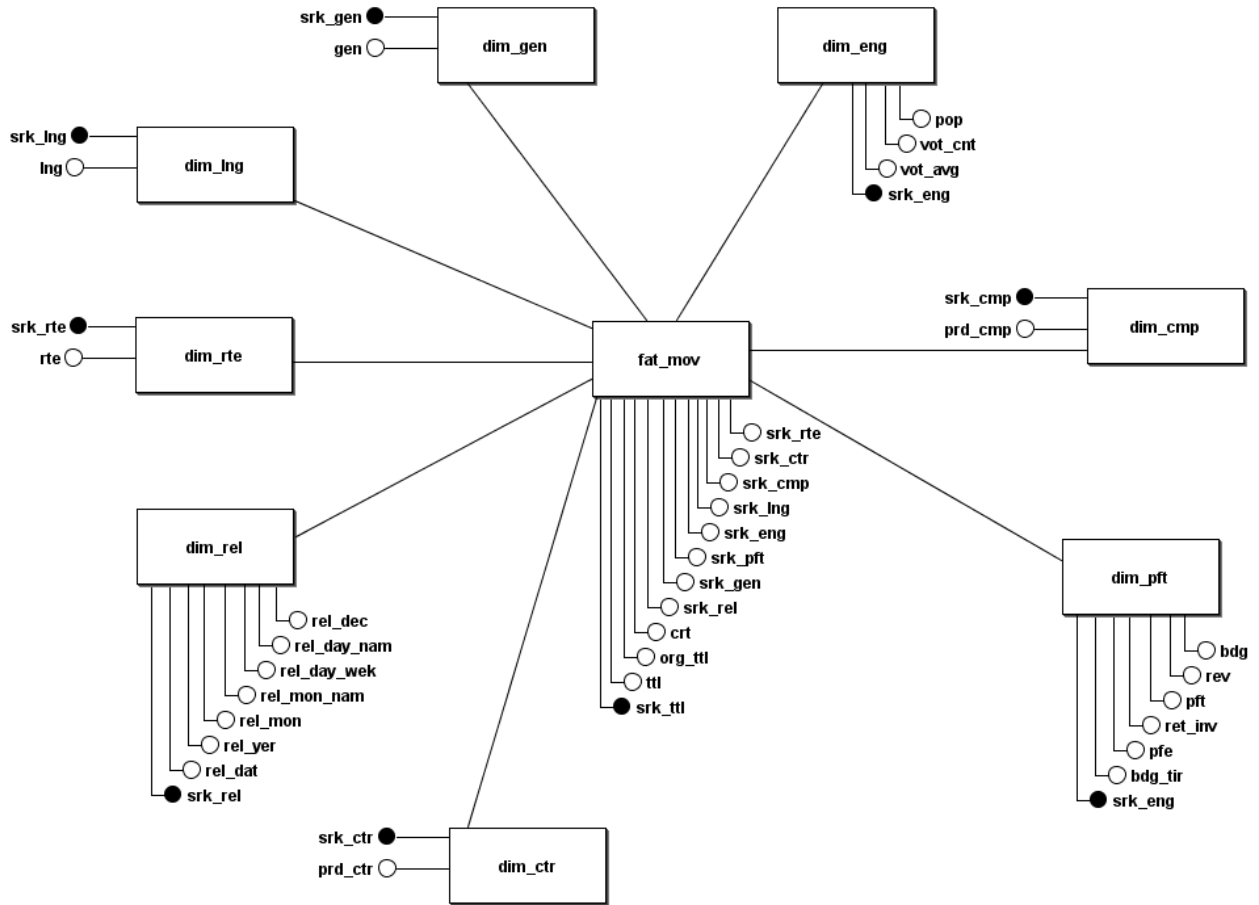 srk_gen
gen
dim_gen
dim_eng
pop
vot_cnt
vot_avg
srk_eng
srk_lng
lng
dim_lng
srk_cmp
prd_cmp
dim_cmp
srk_rte
rte
dim_rte
fat_mov
srk_rte
srk_ctr
srk_cmp
srk_lng
srk_eng
srk_pft
srk_gen
srk_rel
crt
org_ttl
ttl
srk_ttl
dim_rel
rel_dec
rel_day_nam
rel_day_wek
rel_mon_nam
rel_mon
rel_yer
rel_dat
srk_rel
dim_pft
bdg
rev
pft
ret_inv
pfe
bdg_tir
srk_eng
srk_ctr
prd_ctr
dim_ctr